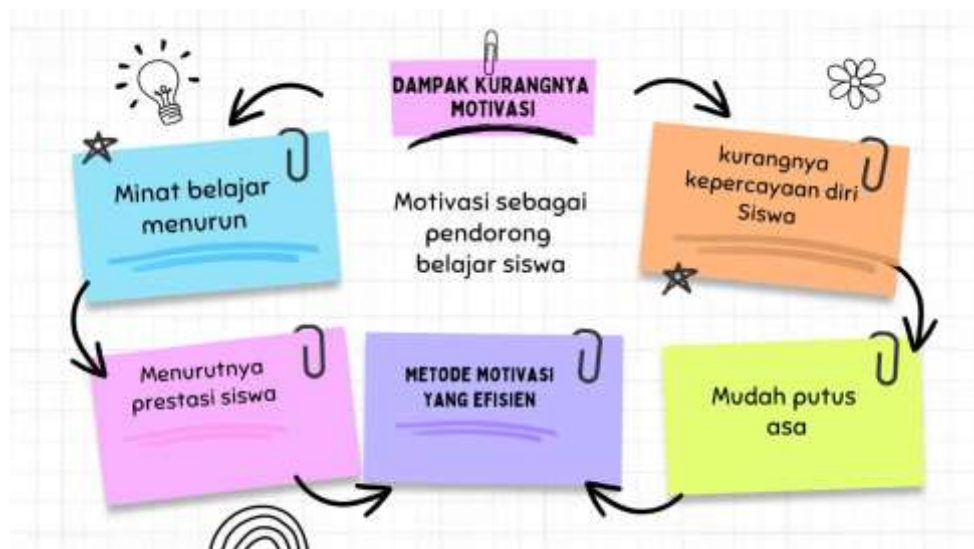 DAMPAK KURANGNYA
MOTIVASI
Minat belajar
menurun
Motivasi sebagai
pendorong
belajar siswa
kurangnya
kepercayaan diri
Siswa
Menurutnya
prestasi siswa
METODE MOTIVASI
YANG EFISIEN
Mudah putus
asa